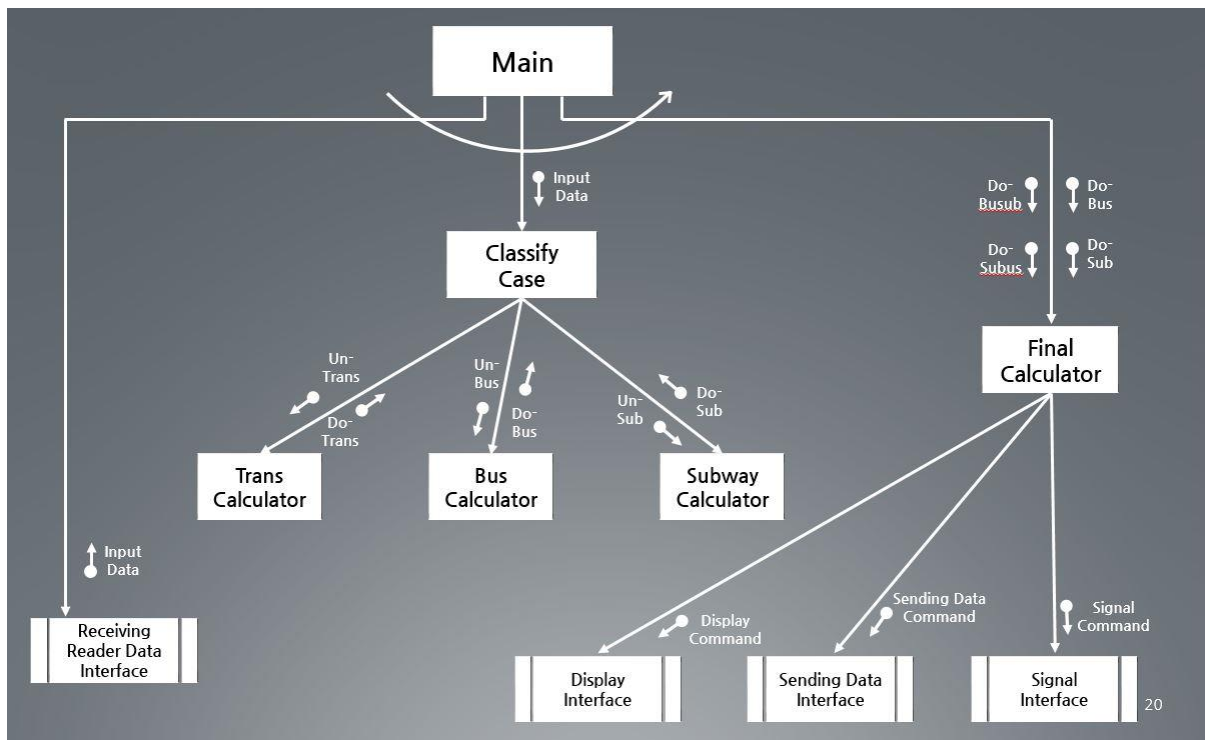 Main
Input
Data
Do-
Busub
Do-
Bus
Do-
Subus
Do-
Sub
Classify
Case
Final
Calculator
Un-
Trans
Do-
Trans
Un-
Bus
Do-
Bus
Un-
Sub
Do-
Sub
Trans
Calculator
Bus
Calculator
Subway
Calculator
Input
Data
Receiving
Reader Data
Interface
Display
Command
Sending Data
Command
Signal
Command
Display
Interface
Sending Data
Interface
Signal
Interface
20